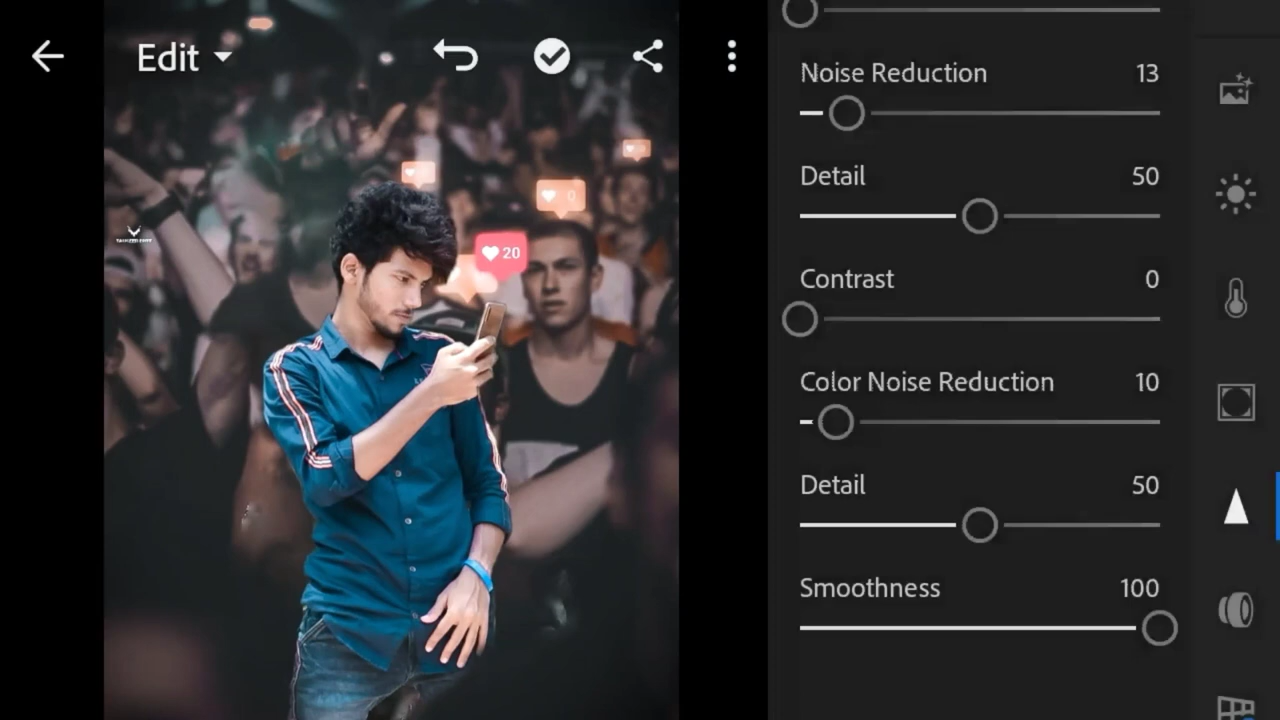 Edit
Noise Reduction 13
Detail 50
Contrast 0
Color Noise Reduction 10
Detail 50
Smoothness 100
20